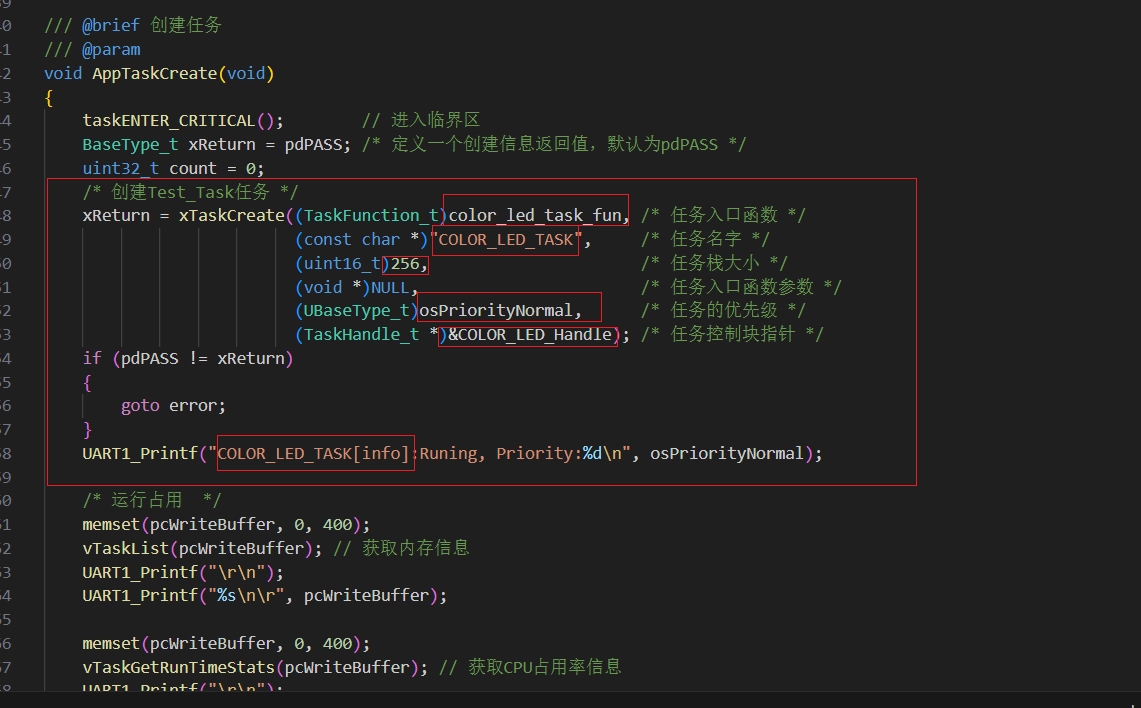 /// @brief 创建任务
/// @param
void AppTaskCreate(void)
{
taskENTER_CRITICAL(); // 进入临界区
BaseType_t xReturn = pdPASS; /* 定义一个创建信息返回值，默认为pdPASS */
uint32_t count = 0;
/* 创建Test_Task任务 */
xReturn = xTaskCreate((TaskFunction_t)color_led_task_fun, /* 任务入口函数 */
(const char *)"COLOR_LED_TASK", /* 任务名字 */
(uint16_t)256, /* 任务栈大小 */
(void *)NULL, /* 任务入口函数参数 */
(UBaseType_t)osPriorityNormal, /* 任务的优先级 */
(TaskHandle_t *)&COLOR_LED_Handle); /* 任务控制块指针 */
if (pdPASS != xReturn)
{
goto error;
}
UART1_Printf("COLOR_LED_TASK[info]:Runing, Priority:%d\n", osPriorityNormal);
/* 运行占用  */
memset(pcWriteBuffer, 0, 400);
vTaskList(pcWriteBuffer); // 获取内存信息
UART1_Printf("\r\n");
UART1_Printf("%s\n\r", pcWriteBuffer);
memset(pcWriteBuffer, 0, 400);
vTaskGetRunTimeStats(pcWriteBuffer); // 获取CPU占用率信息
UART1_Printf("\r\n");